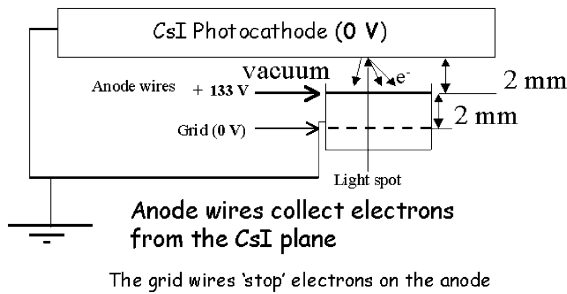 CsI Photocathode (0 V)
vacuum
e-
2 mm
Anode wires + 133 V
2 mm
Grid (0 V)
Light spot
Anode wires collect electrons
from the CsI plane
The grid wires 'stop' electrons on the anode